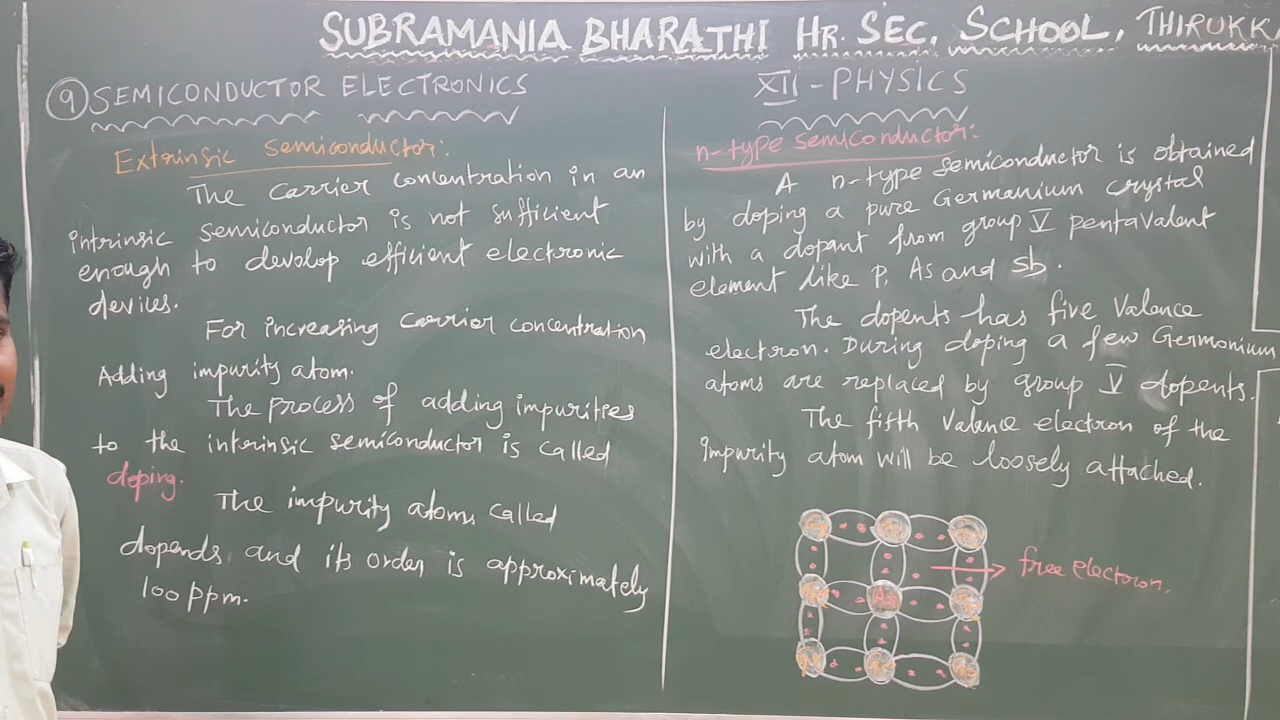 SUBRAMANIA BHARATHI HR. SEC. SCHOOL, THIRUKKA
9 SEMICONDUCTOR ELECTRONICS
XII - PHYSICS
Extrinsic semiconductor:
The carrier concentration in an
intrinsic semiconductor is not sufficient
enough to develop efficient electronic
devices.
For increasing carrier concentration
Adding impurity atom.
The process of adding impurities
to the intrinsic semiconductor is called
doping.
The impurity atoms called
dopends and its order is approximately
100 ppm.
n-type semiconductor:
A n-type semiconductor is obtained
by doping a pure Germanium crystal
with a dopant from group V pentavalent
element like P, As and Sb.
The dopents has five Valence
electron. During doping a few Germonium
atoms are replaced by group V dopents.
The fifth Valence electron of the
impurity atom will be loosely attached.
free electron.
As